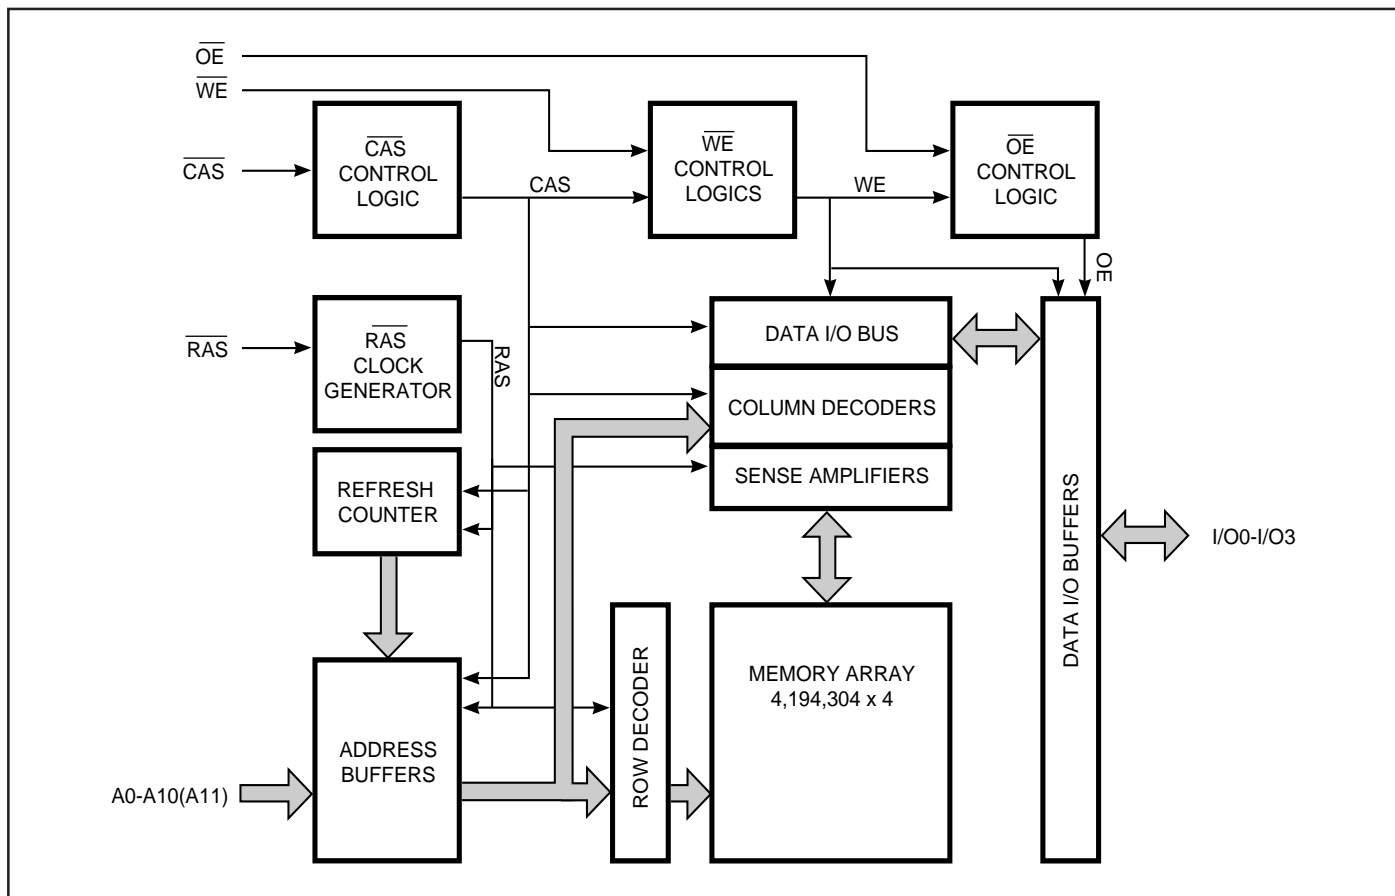 OE
WE
CAS
CAS
CONTROL
LOGIC
CAS
WE
CONTROL
LOGICS
WE
OE
CONTROL
LOGIC
OE
RAS
RAS
CLOCK
GENERATOR
RAS
DATA I/O BUS
COLUMN DECODERS
SENSE AMPLIFIERS
REFRESH
COUNTER
DATA I/O BUFFERS
I/O0-I/O3
ADDRESS
BUFFERS
A0-A10(A11)
ROW DECODER
MEMORY ARRAY
4,194,304 x 4